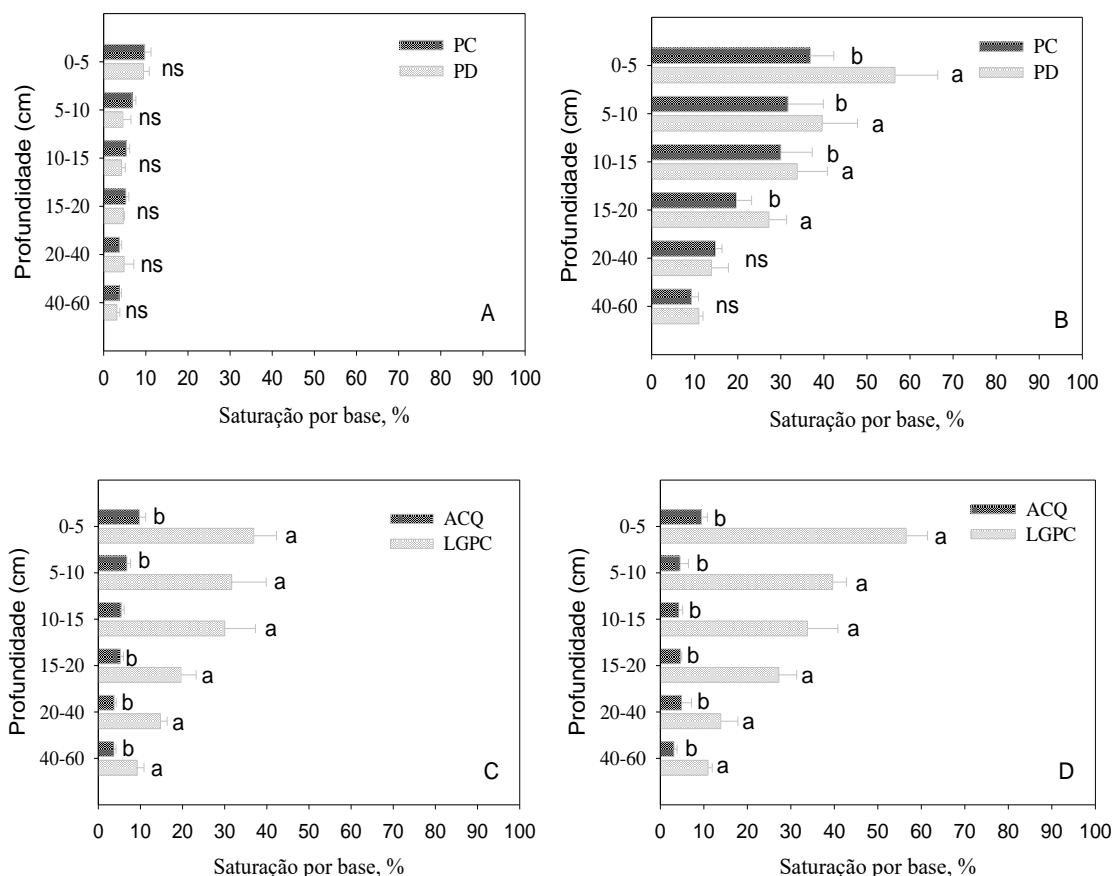 PC
PD
Profundidade (cm)
0-5
5-10
10-15
15-20
20-40
40-60
ns
ns
ns
ns
ns
ns
A
0 10 20 30 40 50 60 70 80 90 100
Saturação por base, %
PC
PD
Profundidade (cm)
0-5
5-10
10-15
15-20
20-40
40-60
b
a
b
a
b
a
b
a
ns
ns
B
0 10 20 30 40 50 60 70 80 90 100
Saturação por base, %
ACQ
LGPC
Profundidade (cm)
0-5
5-10
10-15
15-20
20-40
40-60
b
a
b
a
b
a
b
a
b
a
b
a
C
0 20 40 60 80 100
Saturação por base, %
ACQ
LGPC
Profundidade (cm)
0-5
5-10
10-15
15-20
20-40
40-60
b
a
b
a
b
a
b
a
b
a
b
a
D
0 10 20 30 40 50 60 70 80 90 100
Saturação por base, %